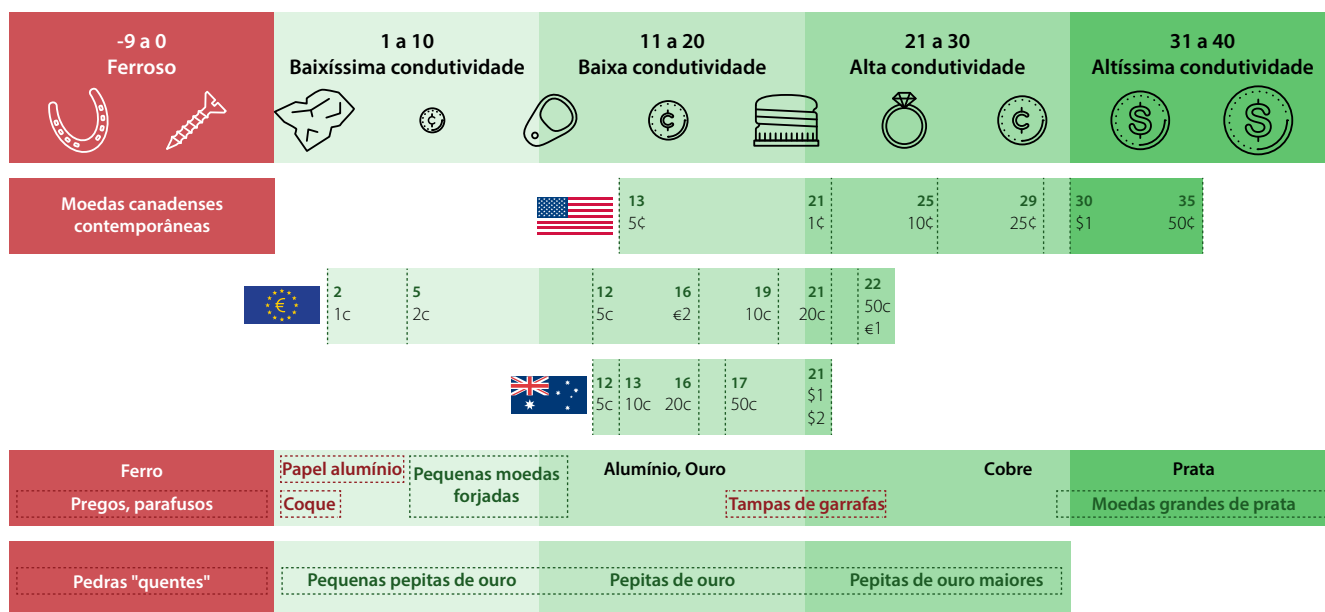 -9 a 0
Ferroso
1 a 10
Baixíssima condutividade
11 a 20
Baixa condutividade
21 a 30
Alta condutividade
31 a 40
Altíssima condutividade
¢
¢
¢
$
$
Moedas canadenses
contemporâneas
13
5¢
21
1¢
25
10¢
29
25¢
30
$1
35
50¢
€
2
1c
5
2c
12
5c
16
€2
19
10c
21
20c
22
50c
€1
12
5c
13
10c
16
20c
17
50c
21
$1
$2
Ferro
Pregos, parafusos
Papel alumínio
Coque
Pequenas moedas
forjadas
Alumínio, Ouro
Tampas de garrafas
Cobre
Prata
Moedas grandes de prata
Pedras "quentes"
Pequenas pepitas de ouro
Pepitas de ouro
Pepitas de ouro maiores